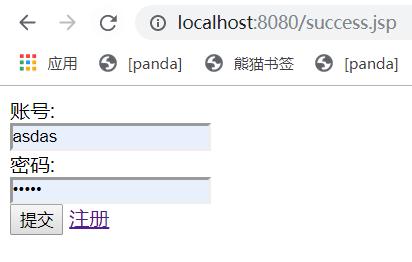 localhost:8080/success.jsp
应用 [panda] 熊猫书签 [panda]
账号:
asdas
密码:
•••••
提交 注册